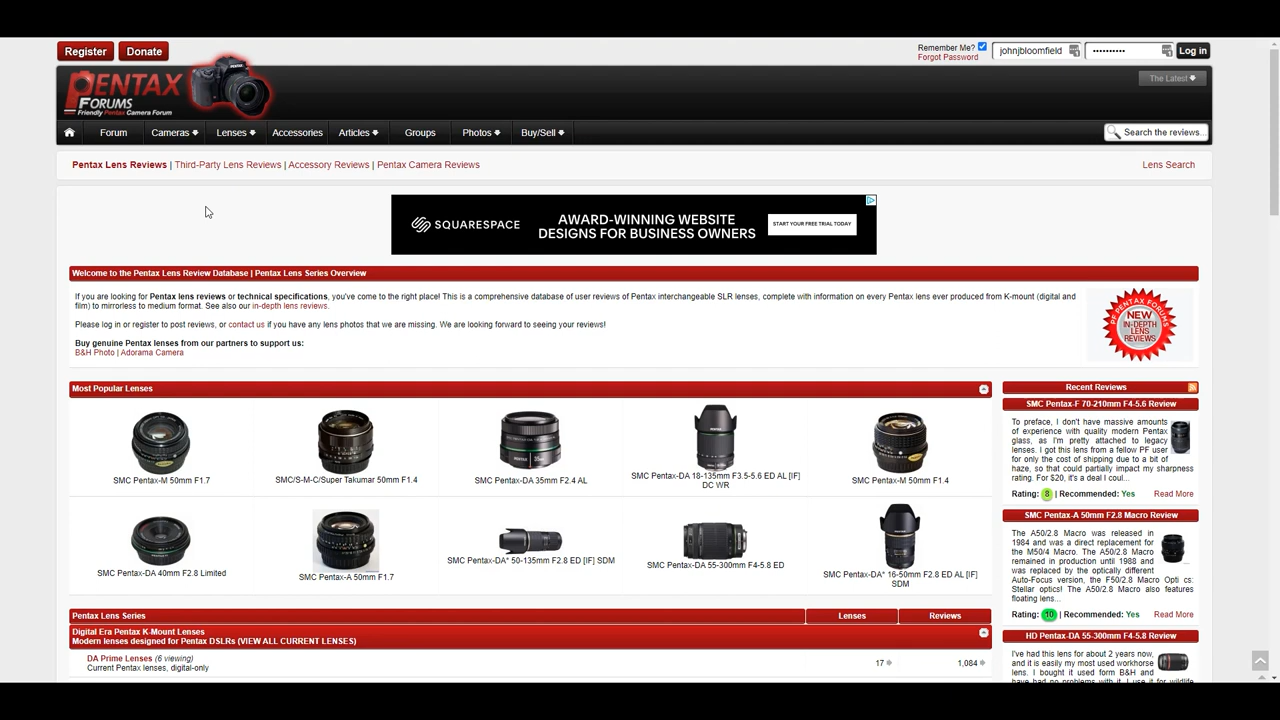 Register Donate
Remember Me?
Forgot Password
johnjbloomfield
••••••••••
Log in
PENTAX
FORUMS
Friendly Pentax Camera Forum
The Latest
Forum Cameras Lenses Accessories Articles Groups Photos Buy/Sell
Search the reviews...
Pentax Lens Reviews | Third-Party Lens Reviews | Accessory Reviews | Pentax Camera Reviews
Lens Search
SQUARESPACE
AWARD-WINNING WEBSITE
DESIGNS FOR BUSINESS OWNERS
START YOUR FREE TRIAL TODAY
Welcome to the Pentax Lens Review Database | Pentax Lens Series Overview
If you are looking for Pentax lens reviews or technical specifications, you've come to the right place! This is a comprehensive database of user reviews of Pentax interchangeable SLR lenses, complete with information on every Pentax lens ever produced from K-mount (digital and
film) to mirrorless to medium format. See also our in-depth lens reviews.
Please log in or register to post reviews, or contact us if you have any lens photos that we are missing. We are looking forward to seeing your reviews!
Buy genuine Pentax lenses from our partners to support us:
B&H Photo | Adorama Camera
PF PENTAX FORUMS
NEW
IN-DEPTH
LENS
REVIEWS
Most Popular Lenses
SMC Pentax-M 50mm F1.7
SMC/S-M-C/Super Takumar 50mm F1.4
SMC Pentax-DA 35mm F2.4 AL
SMC Pentax-DA 18-135mm F3.5-5.6 ED AL [IF]
DC WR
SMC Pentax-M 50mm F1.4
SMC Pentax-DA 40mm F2.8 Limited
SMC Pentax-A 50mm F1.7
SMC Pentax-DA* 50-135mm F2.8 ED [IF] SDM
SMC Pentax-DA 55-300mm F4-5.8 ED
SMC Pentax-DA* 16-50mm F2.8 ED AL [IF]
SDM
Pentax Lens Series
Lenses
Reviews
Digital Era Pentax K-Mount Lenses
Modern lenses designed for Pentax DSLRs (VIEW ALL CURRENT LENSES)
DA Prime Lenses (6 viewing)
Current Pentax lenses, digital-only
17
1,084
Recent Reviews
SMC Pentax-F 70-210mm F4-5.6 Review
To preface, I don't have massive amounts
of experience with quality modern Pentax
glass, as I'm pretty attached to legacy
lenses. I got this lens from a fellow PF user
for only the cost of shipping due to a bit of
haze, so that could partially impact my sharpness
rating. For $20, it's a deal I coul...
Rating: 8 | Recommended: Yes
Read More
SMC Pentax-A 50mm F2.8 Macro Review
The A50/2.8 Macro was released in
1984 and was a direct replacement for
the M50/4 Macro. The A50/2.8 Macro
remained in production until 1988 and
was replaced by the optically different
Auto-Focus version, the F50/2.8 Macro Opti cs:
Stellar optics! The A50/2.8 Macro also features
floating lens...
Rating: 10 | Recommended: Yes
Read More
HD Pentax-DA 55-300mm F4-5.8 Review
I've had this lens for about 2 years now,
and it is easily my most used workhorse
lens. I bought it used form B&H and
have had no problems with it. I use it for wildlife